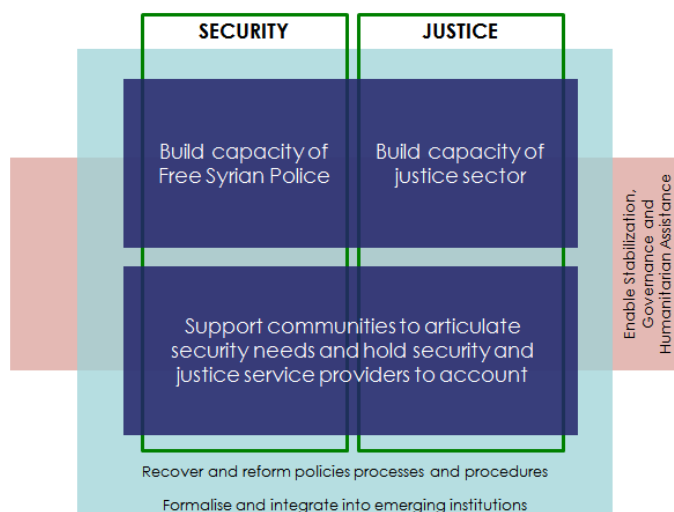 SECURITY
JUSTICE
Build capacity of
Free Syrian Police
Build capacity of
justice sector
Support communities to articulate
security needs and hold security and
justice service providers to account
Enable Stabilization,
Governance and
Humanitarian Assistance
Recover and reform policies processes and procedures
Formalise and integrate into emerging institutions